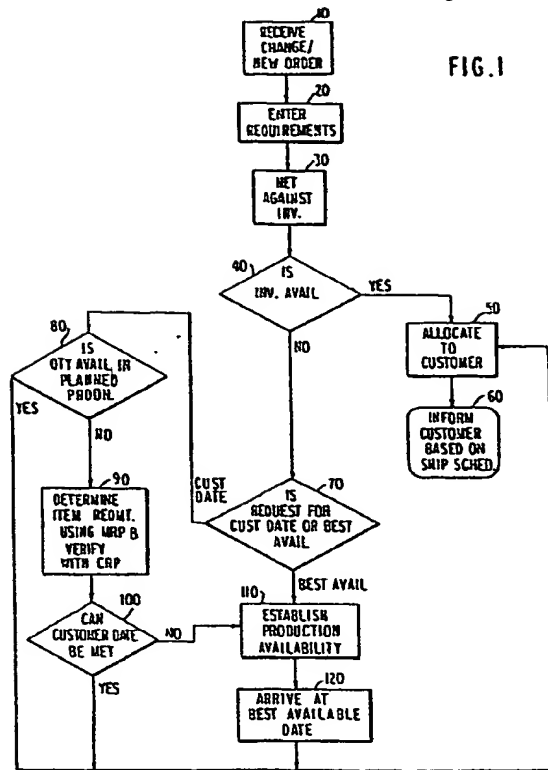 10
RECEIVE
CHANGE/
NEW ORDER
FIG.1
20
ENTER
REQUIREMENTS
30
NET
AGAINST
INV.
40
IS
INV. AVAIL
YES
NO
50
ALLOCATE
TO
CUSTOMER
60
INFORM
CUSTOMER
BASED ON
SHIP SCHED.
80
IS
QTY AVAIL. IN
PLANNED
PRODN.
YES
NO
90
DETERMINE
ITEM REQMT.
USING MRP &
VERIFY
WITH CRP
CUST
DATE
70
IS
REQUEST FOR
CUST DATE OR BEST
AVAIL
BEST AVAIL
100
CAN
CUSTOMER DATE
BE MET
NO
YES
110
ESTABLISH
PRODUCTION
AVAILABILITY
120
ARRIVE AT
BEST AVAILABLE
DATE